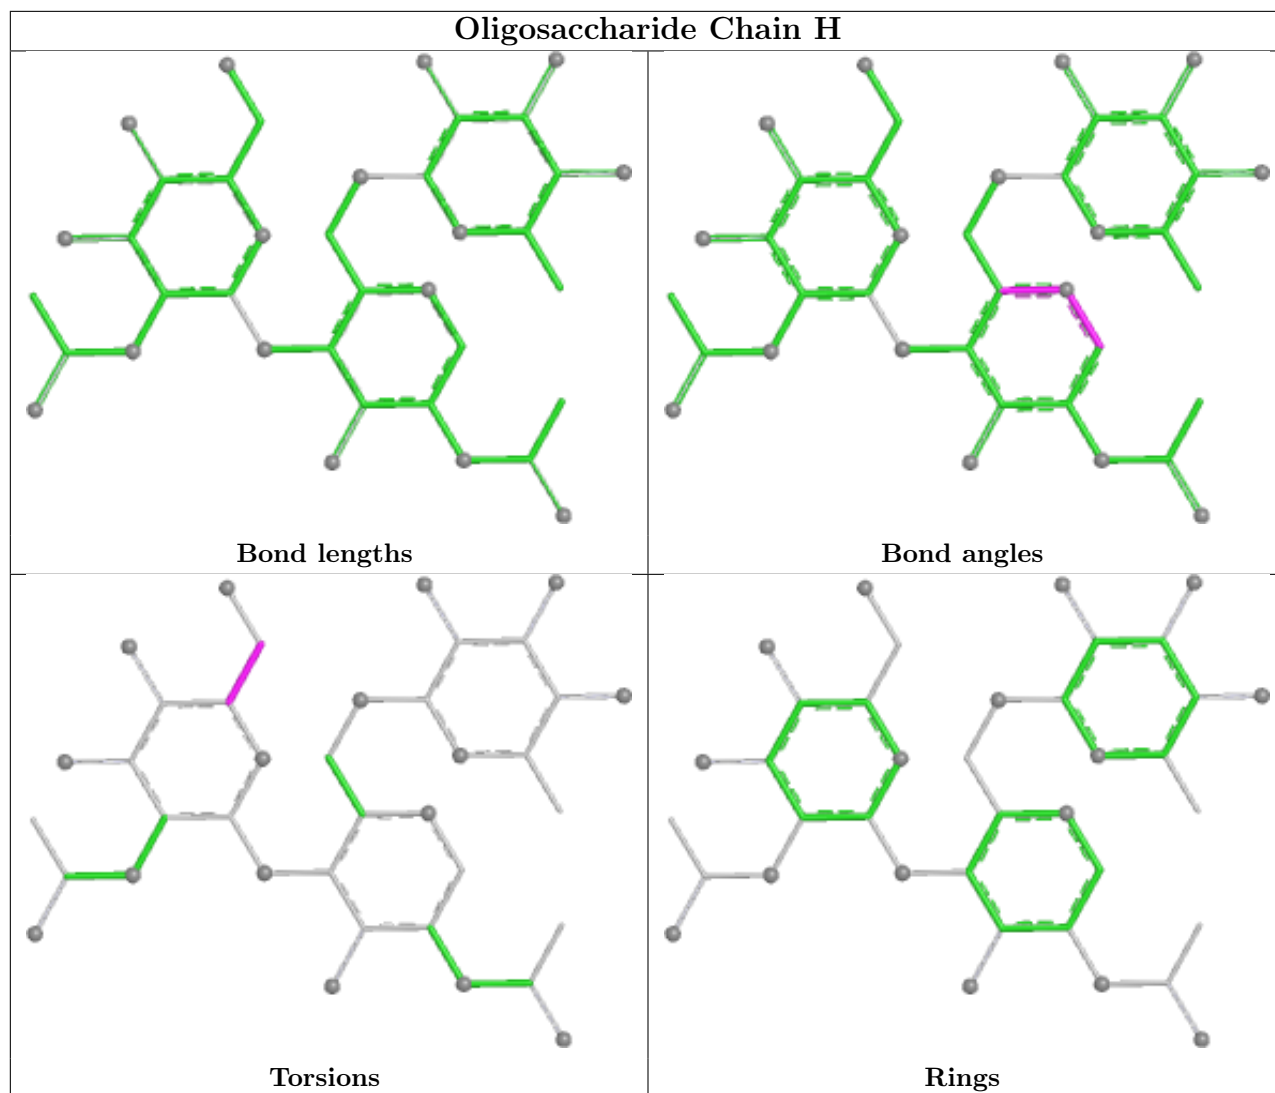 Oligosaccharide Chain H
Bond lengths
Bond angles
Torsions
Rings